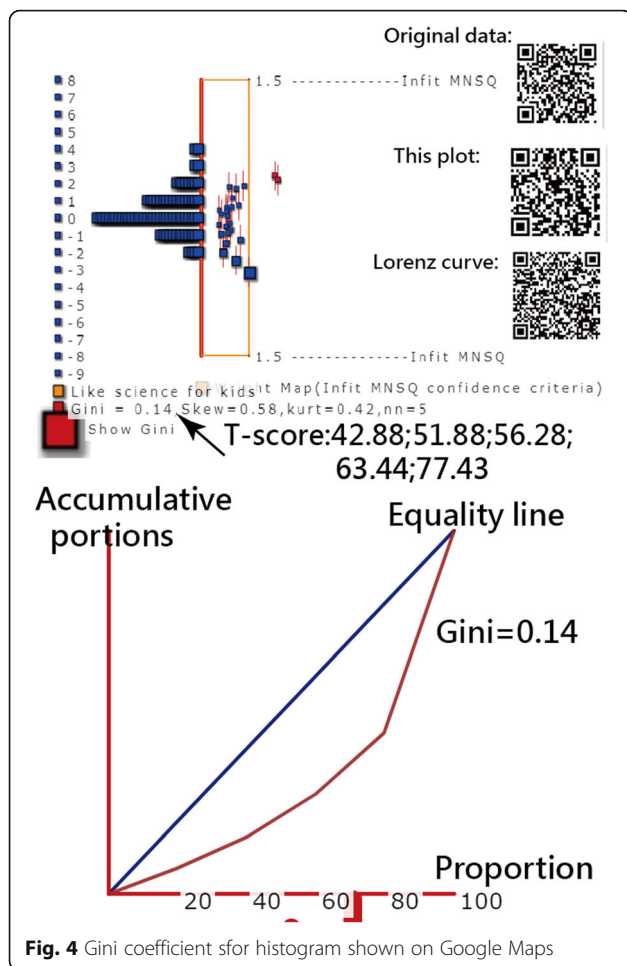 Original data:
8
1.5 -------------Infit MNSQ
7
6
5
4
3
This plot:
2
1
0
-1
-2
Lorenz curve:
-3
-4
-5
-6
-7
-8
1.5 ------------Infit MNSQ
-9
Like science for kids
Map(Infit MNSQ confidence criteria)
Gini = 0.14,Skew=0.58,kurt=0.42,nn=5
Show Gini
T-score:42.88;51.88;56.28;
63.44;77.43
Accumulative
portions
Equality line
Gini=0.14
Proportion
20 40 60 80 100
Fig. 4 Gini coefficient sfor histogram shown on Google Maps